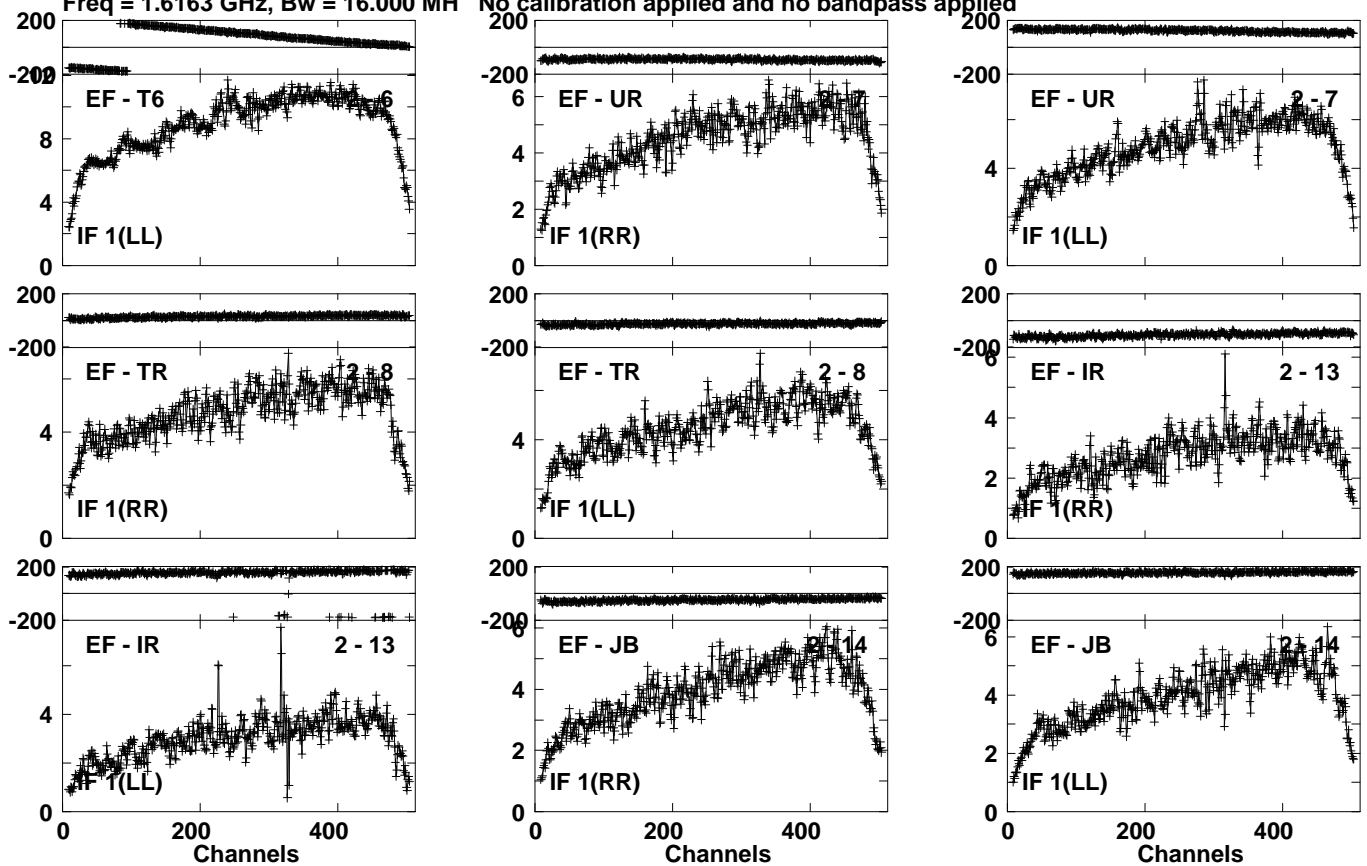 Freq = 1.6163 GHz, Bw = 16.000 MH No calibration applied and no bandpass applied
200
-200
12
EF - T6
6
8
4
IF 1(LL)
0
200
-200
6
EF - UR
2 - 7
4
2
IF 1(RR)
0
200
-200
EF - UR
2 - 7
4
IF 1(LL)
0
200
-200
EF - TR
2 - 8
4
IF 1(RR)
0
200
-200
EF - TR
2 - 8
4
IF 1(LL)
0
200
-200
6
EF - IR
2 - 13
4
2
IF 1(RR)
0
200
-200
EF - IR
2 - 13
4
IF 1(LL)
0
0 200 400
Channels
200
-200
6
EF - JB
2 - 14
4
2
IF 1(RR)
0
0 200 400
Channels
200
-200
6
EF - JB
2 - 14
4
2
IF 1(LL)
0
0 200 400
Channels